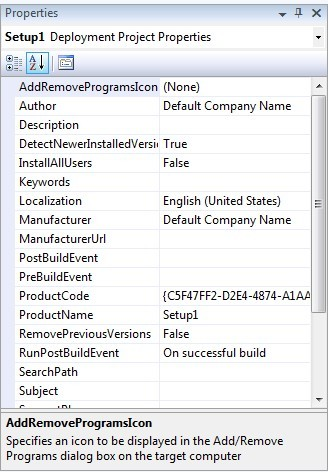 Properties
Setup1 Deployment Project Properties
AddRemoveProgramsIcon (None)
Author Default Company Name
Description
DetectNewerInstalledVersi True
InstallAllUsers False
Keywords
Localization English (United States)
Manufacturer Default Company Name
ManufacturerUrl
PostBuildEvent
PreBuildEvent
ProductCode {C5F47FF2-D2E4-4874-A1AA
ProductName Setup1
RemovePreviousVersions False
RunPostBuildEvent On successful build
SearchPath
Subject
AddRemoveProgramsIcon
Specifies an icon to be displayed in the Add/Remove
Programs dialog box on the target computer